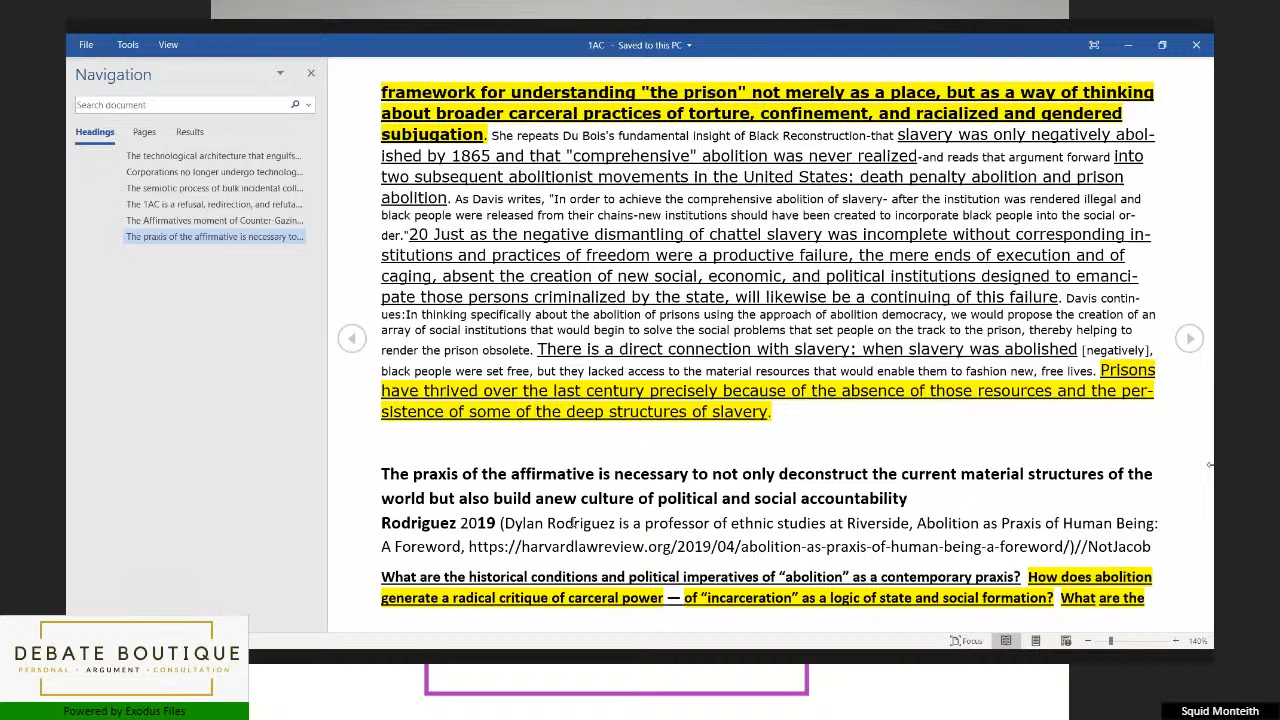 File
Tools
View
1AC - Saved to this PC
Navigation
Search document
Headings
Pages
Results
The technological architecture that engulfs...
Corporations no longer undergo technolog...
The semiotic process of bulk incidental coll...
The 1AC is a refusal, redirection, and refuta...
The Affirmatives moment of Counter-Gazin...
The praxis of the affirmative is necessary to...
framework for understanding "the prison" not merely as a place, but as a way of thinking
about broader carceral practices of torture, confinement, and racialized and gendered
subjugation. She repeats Du Bois's fundamental insight of Black Reconstruction-that slavery was only negatively abol-
ished by 1865 and that "comprehensive" abolition was never realized-and reads that argument forward into
two subsequent abolitionist movements in the United States: death penalty abolition and prison
abolition. As Davis writes, "In order to achieve the comprehensive abolition of slavery- after the institution was rendered illegal and
black people were released from their chains-new institutions should have been created to incorporate black people into the social or-
der."20 Just as the negative dismantling of chattel slavery was incomplete without corresponding in-
stitutions and practices of freedom were a productive failure, the mere ends of execution and of
caging, absent the creation of new social, economic, and political institutions designed to emanci-
pate those persons criminalized by the state, will likewise be a continuing of this failure. Davis contin-
ues:In thinking specifically about the abolition of prisons using the approach of abolition democracy, we would propose the creation of an
array of social institutions that would begin to solve the social problems that set people on the track to the prison, thereby helping to
render the prison obsolete. There is a direct connection with slavery: when slavery was abolished [negatively],
black people were set free, but they lacked access to the material resources that would enable them to fashion new, free lives. Prisons
have thrived over the last century precisely because of the absence of those resources and the per-
sistence of some of the deep structures of slavery.
The praxis of the affirmative is necessary to not only deconstruct the current material structures of the
world but also build anew culture of political and social accountability
Rodriguez 2019 (Dylan Rodriguez is a professor of ethnic studies at Riverside, Abolition as Praxis of Human Being:
A Foreword, https://harvardlawreview.org/2019/04/abolition-as-praxis-of-human-being-a-foreword/)//NotJacob
What are the historical conditions and political imperatives of “abolition” as a contemporary praxis? How does abolition
generate a radical critique of carceral power — of “incarceration” as a logic of state and social formation? What are the
Focus
140%
DEBATE BOUTIQUE
PERSONAL · ARGUMENT · CONSULTATION
Powered by Exodus Files
Squid Monteith